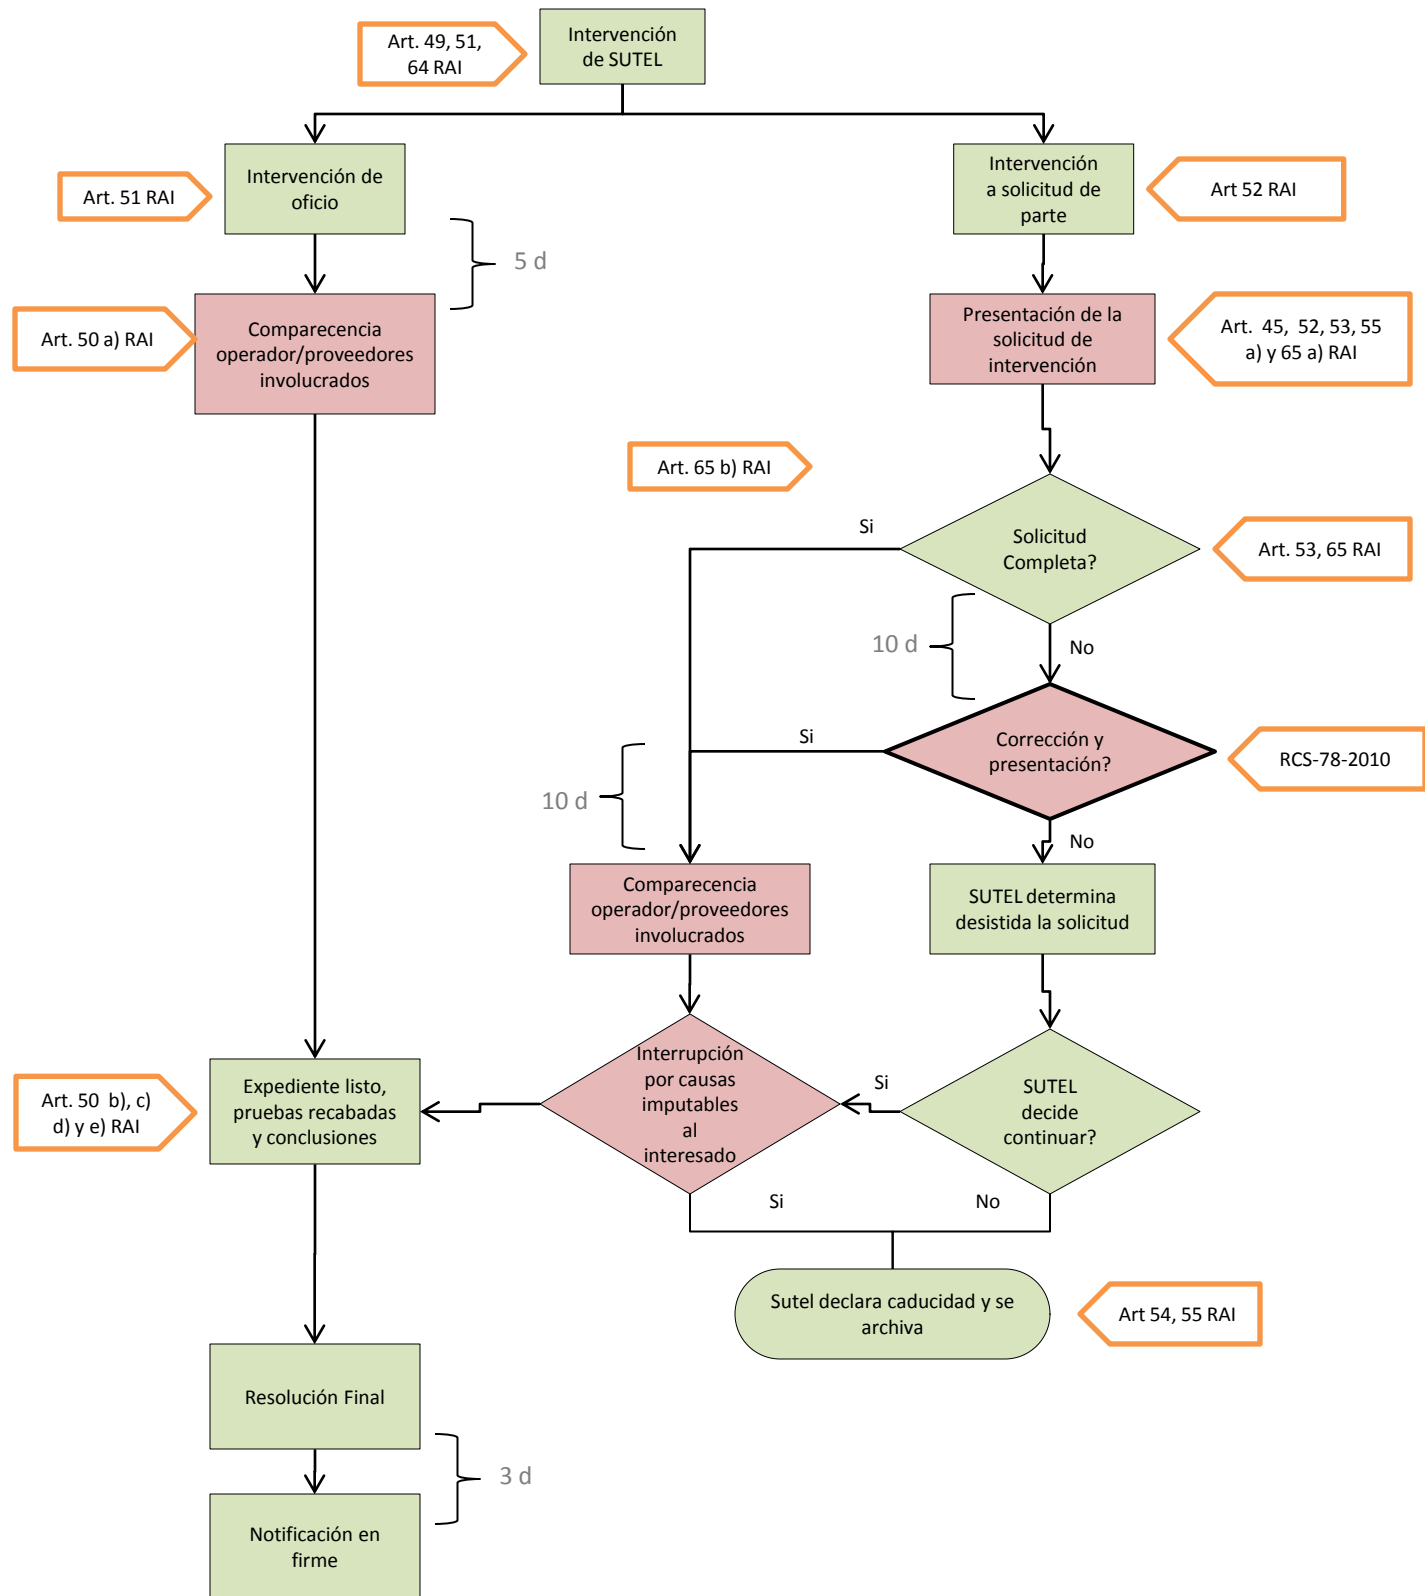 Art. 49, 51,
64 RAI
Intervención
de SUTEL
Art. 51 RAI
Intervención de
oficio
Intervención
a solicitud de
parte
Art 52 RAI
5 d
Art. 50 a) RAI
Comparecencia
operador/proveedores
involucrados
Presentación de la
solicitud de
intervención
Art.  45,  52, 53, 55
a) y 65 a) RAI
Art. 65 b) RAI
Si
Solicitud
Completa?
Art. 53, 65 RAI
10 d
No
Si
Corrección y
presentación?
RCS-78-2010
10 d
No
Comparecencia
operador/proveedores
involucrados
SUTEL determina
desistida la solicitud
Art. 50  b), c)
d) y e) RAI
Expediente listo,
pruebas recabadas
y conclusiones
Interrupción
por causas
imputables
al
interesado
Si
SUTEL
decide
continuar?
Si
No
Sutel declara caducidad y se
archiva
Art 54, 55 RAI
Resolución Final
3 d
Notificación en
firme